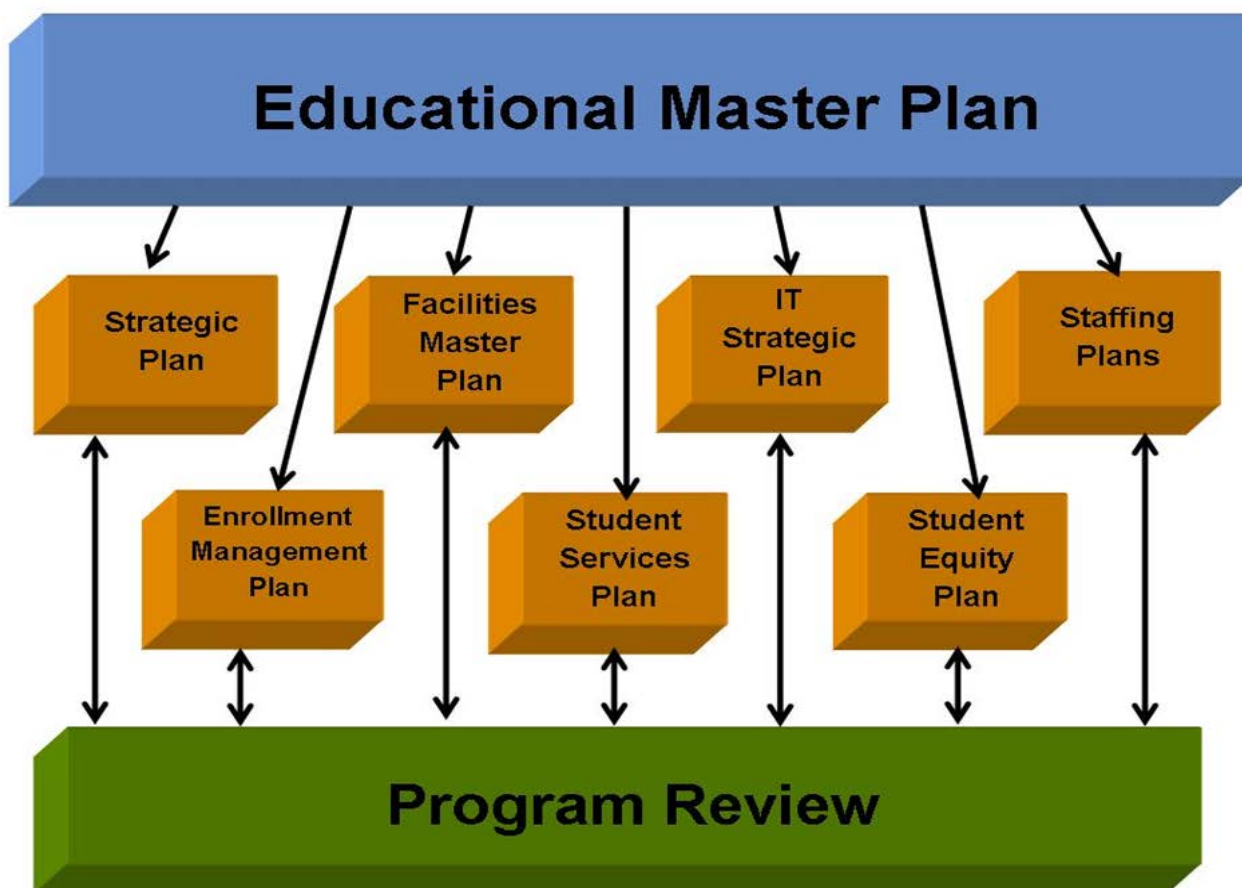 Educational Master Plan
Strategic
Plan
Facilities
Master
Plan
IT
Strategic
Plan
Staffing
Plans
Enrollment
Management
Plan
Student
Services
Plan
Student
Equity
Plan
Program Review